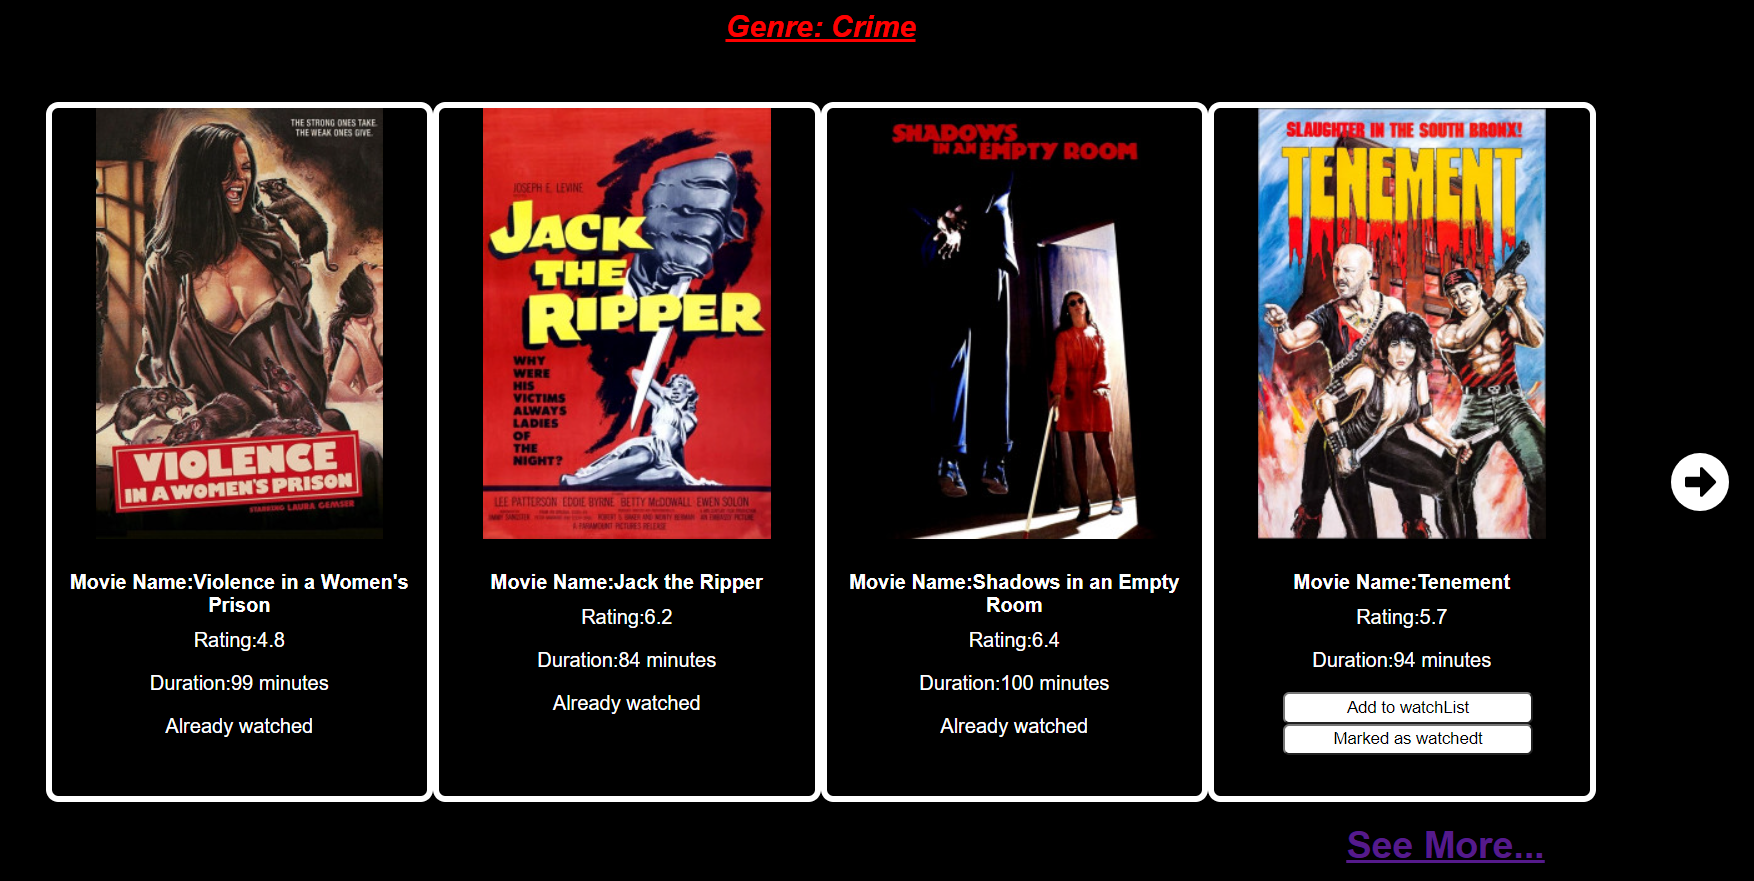 Genre: Crime
THE STRONG ONES TAKE.
THE WEAK ONES GIVE.
VIOLENCE
IN A WOMEN'S PRISON
STARRING LAURA GEMSER
JOSEPH E. LEVINE
JACK
THE
RIPPER
WHY
WERE
HIS
VICTIMS
ALWAYS
LADIES
OF
THE
NIGHT?
LEE PATTERSON EDDIE BYRNE BETTY McDOWALL EWEN SOLON
A PARAMOUNT PICTURES RELEASE
SHADOWS
IN AN EMPTY ROOM
SLAUGHTER IN THE SOUTH BRONX!
TENEMENT
Movie Name:Violence in a Women's
Prison
Rating:4.8
Duration:99 minutes
Already watched
Movie Name:Jack the Ripper
Rating:6.2
Duration:84 minutes
Already watched
Movie Name:Shadows in an Empty
Room
Rating:6.4
Duration:100 minutes
Already watched
Movie Name:Tenement
Rating:5.7
Duration:94 minutes
Add to watchList
Marked as watchedt
See More...